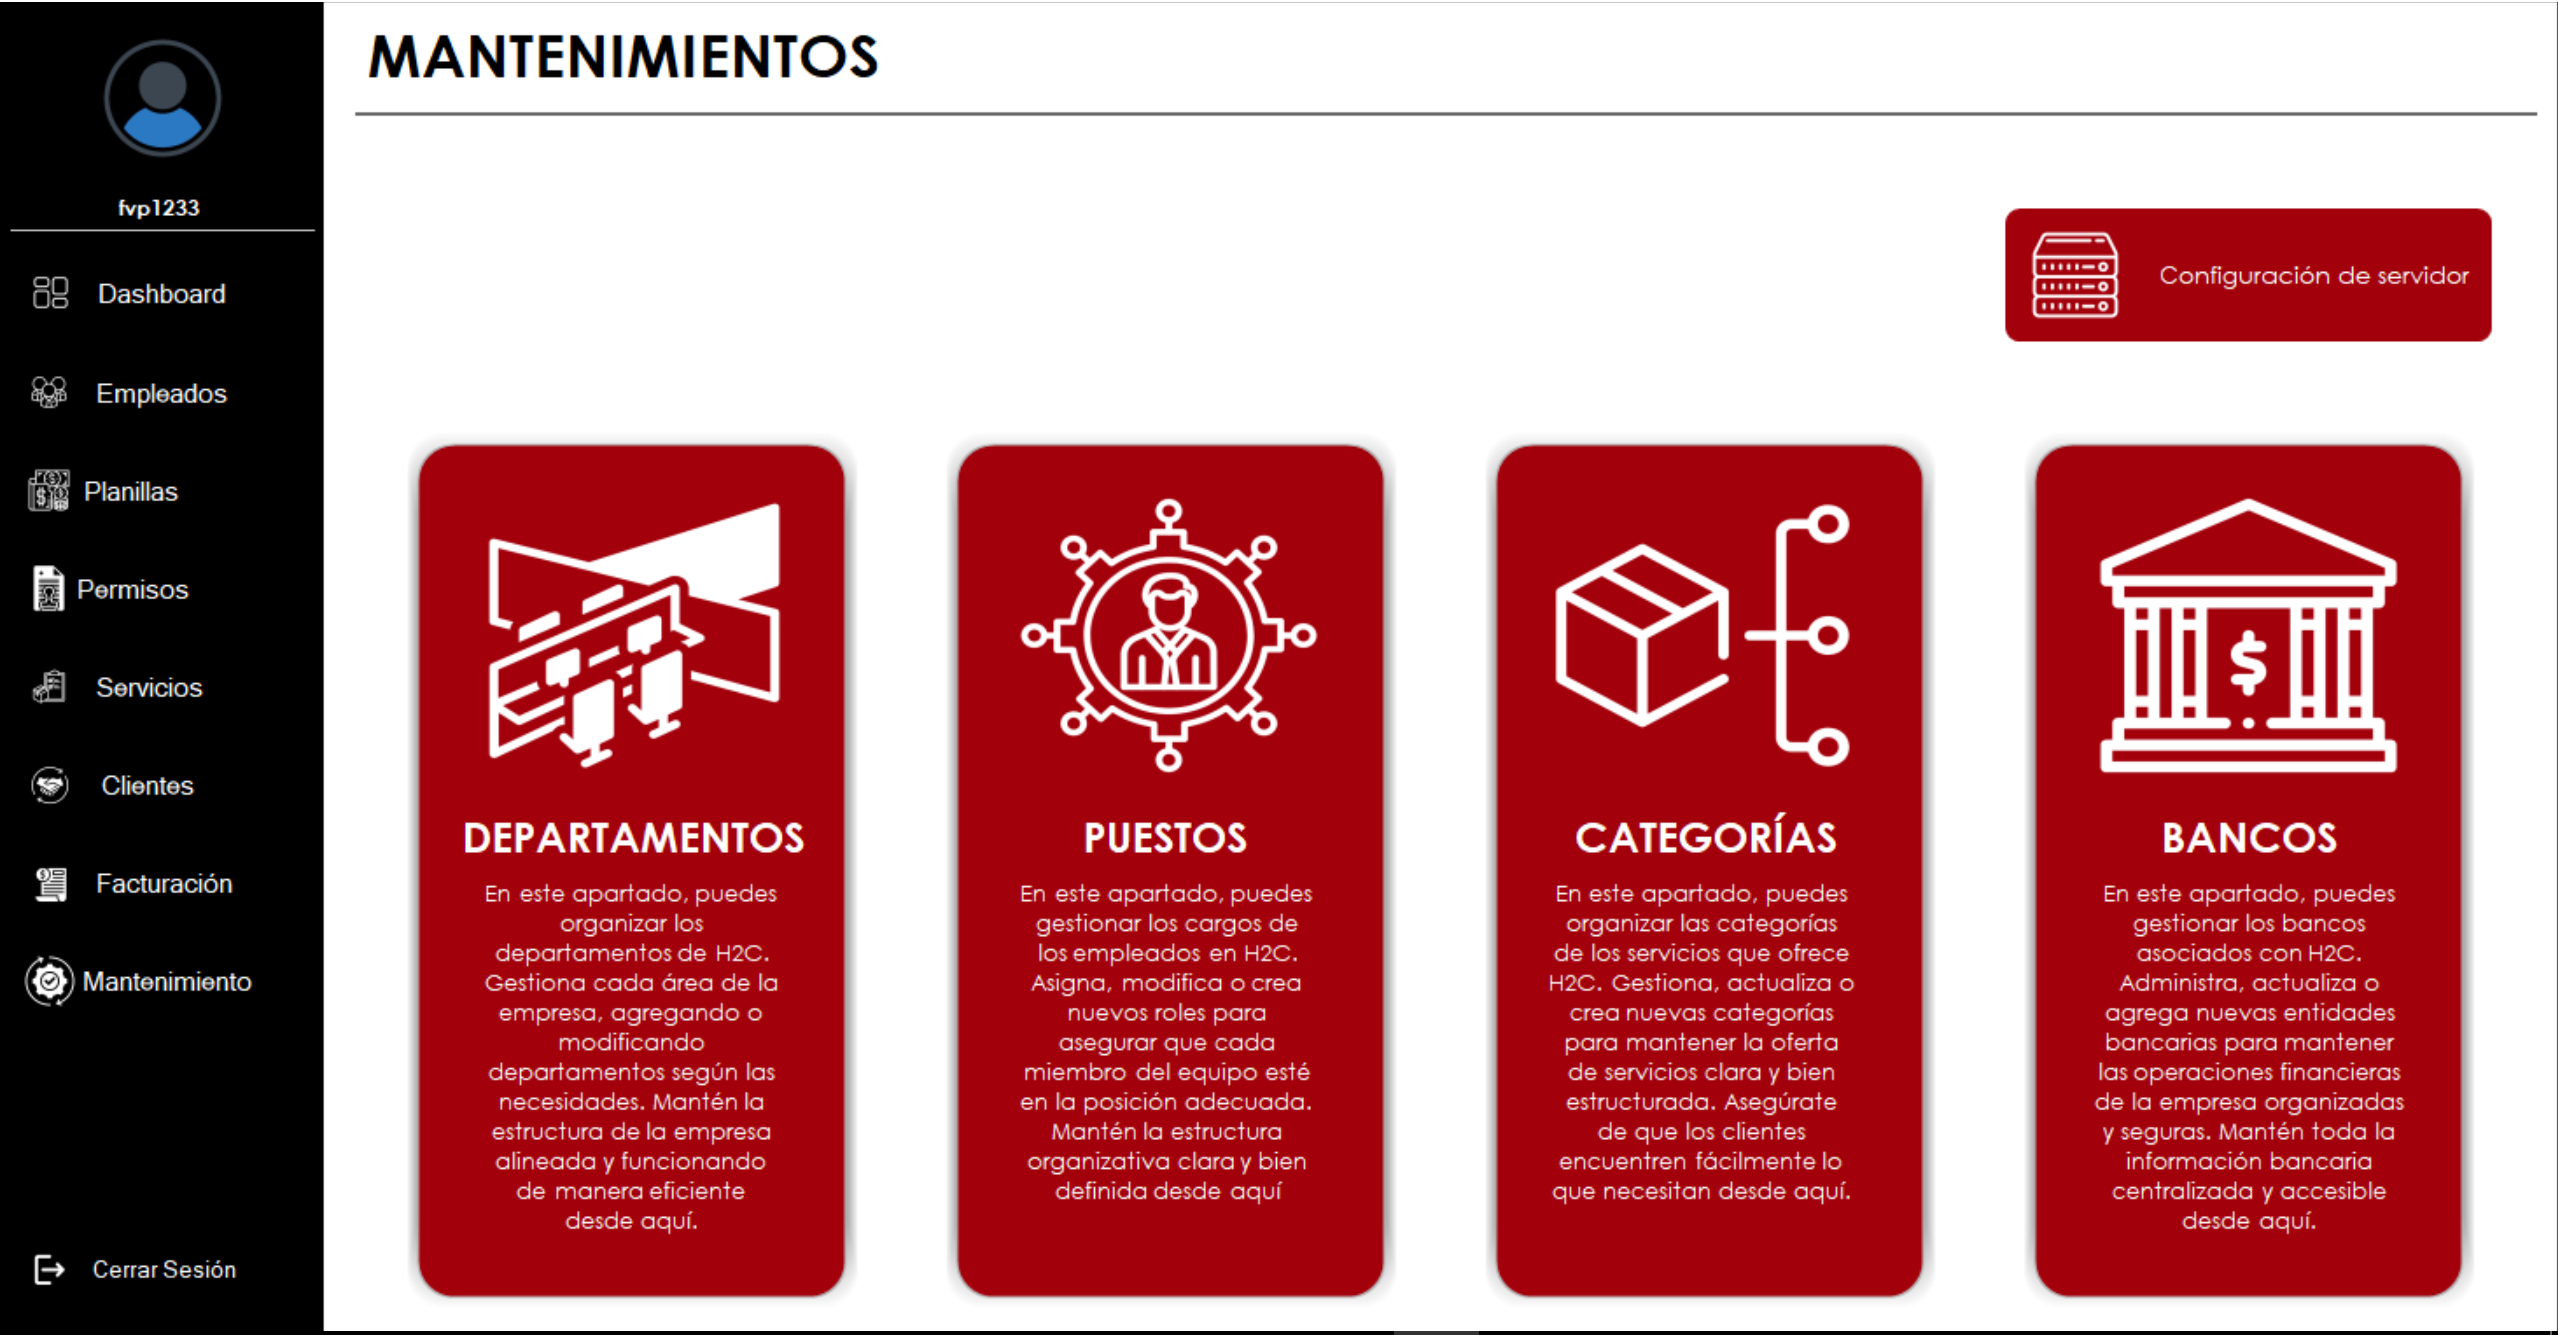 MANTENIMIENTOS
fvp1233
Dashboard
Empleados
Planillas
Permisos
Servicios
Clientes
Facturación
Mantenimiento
Cerrar Sesión
Configuración de servidor
DEPARTAMENTOS
En este apartado, puedes
organizar los
departamentos de H2C.
Gestiona cada área de la
empresa, agregando o
modificando
departamentos según las
necesidades. Mantén la
estructura de la empresa
alineada y funcionando
de manera eficiente
desde aquí.
PUESTOS
En este apartado, puedes
gestionar los cargos de
los empleados en H2C.
Asigna, modifica o crea
nuevos roles para
asegurar que cada
miembro del equipo esté
en la posición adecuada.
Mantén la estructura
organizativa clara y bien
definida desde aquí
CATEGORÍAS
En este apartado, puedes
organizar las categorías
de los servicios que ofrece
H2C. Gestiona, actualiza o
crea nuevas categorías
para mantener la oferta
de servicios clara y bien
estructurada. Asegúrate
de que los clientes
encuentren fácilmente lo
que necesitan desde aquí.
BANCOS
En este apartado, puedes
gestionar los bancos
asociados con H2C.
Administra, actualiza o
agrega nuevas entidades
bancarias para mantener
las operaciones financieras
de la empresa organizadas
y seguras. Mantén toda la
información bancaria
centralizada y accesible
desde aquí.